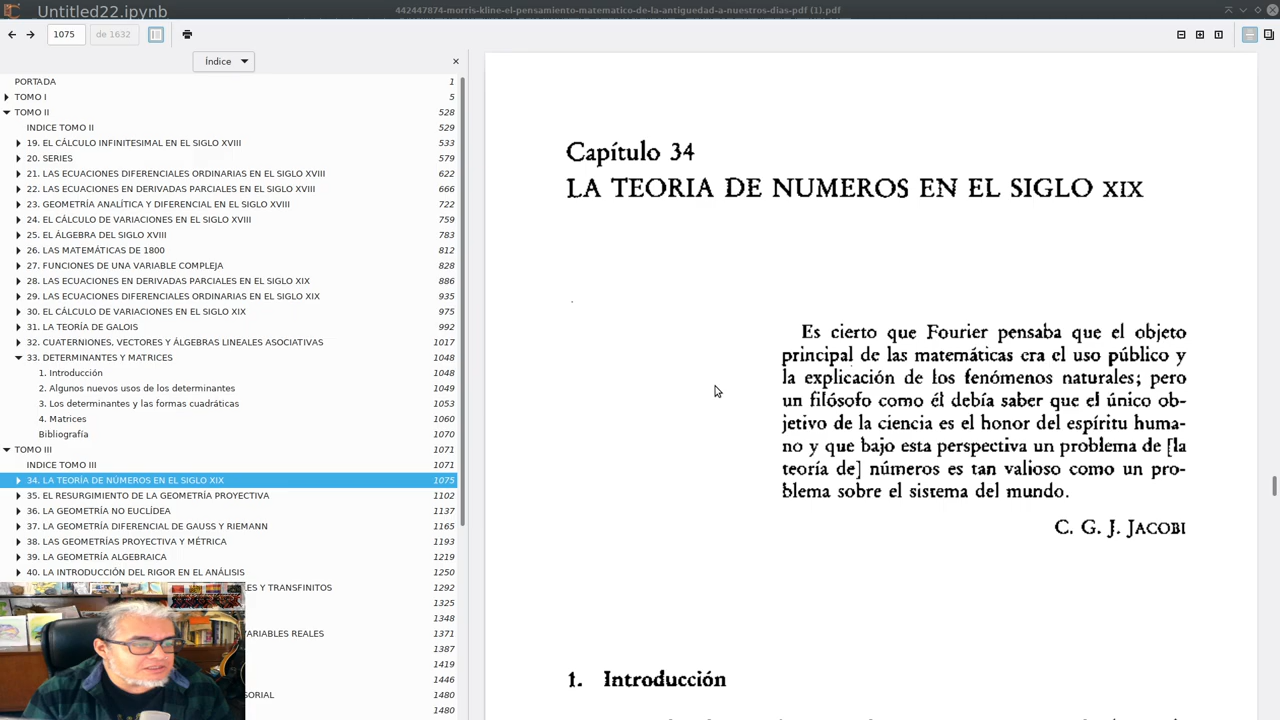 Untitled22.ipynb
442447874-morris-kline-el-pensamiento-matematico-de-la-antiguedad-a-nuestros-dias-pdf (1).pdf
1075 de 1632
Índice
PORTADA 1
TOMO I 5
TOMO II 528
INDICE TOMO II 529
19. EL CÁLCULO INFINITESIMAL EN EL SIGLO XVIII 533
20. SERIES 579
21. LAS ECUACIONES DIFERENCIALES ORDINARIAS EN EL SIGLO XVIII 622
22. LAS ECUACIONES EN DERIVADAS PARCIALES EN EL SIGLO XVIII 666
23. GEOMETRÍA ANALÍTICA Y DIFERENCIAL EN EL SIGLO XVIII 722
24. EL CÁLCULO DE VARIACIONES EN EL SIGLO XVIII 759
25. EL ÁLGEBRA DEL SIGLO XVIII 783
26. LAS MATEMÁTICAS DE 1800 812
27. FUNCIONES DE UNA VARIABLE COMPLEJA 828
28. LAS ECUACIONES EN DERIVADAS PARCIALES EN EL SIGLO XIX 886
29. LAS ECUACIONES DIFERENCIALES ORDINARIAS EN EL SIGLO XIX 935
30. EL CÁLCULO DE VARIACIONES EN EL SIGLO XIX 975
31. LA TEORÍA DE GALOIS 992
32. CUATERNIONES, VECTORES Y ÁLGEBRAS LINEALES ASOCIATIVAS 1017
33. DETERMINANTES Y MATRICES 1048
1. Introducción 1048
2. Algunos nuevos usos de los determinantes 1049
3. Los determinantes y las formas cuadráticas 1053
4. Matrices 1060
Bibliografía 1070
TOMO III 1071
INDICE TOMO III 1071
34. LA TEORÍA DE NÚMEROS EN EL SIGLO XIX 1075
35. EL RESURGIMIENTO DE LA GEOMETRÍA PROYECTIVA 1102
36. LA GEOMETRÍA NO EUCLÍDEA 1137
37. LA GEOMETRÍA DIFERENCIAL DE GAUSS Y RIEMANN 1165
38. LAS GEOMETRÍAS PROYECTIVA Y MÉTRICA 1193
39. LA GEOMETRÍA ALGEBRAICA 1219
40. LA INTRODUCCIÓN DEL RIGOR EN EL ANÁLISIS 1250
ES Y TRANSFINITOS 1292
1325
1348
VARIABLES REALES 1371
1387
1419
1446
SORIAL 1480
1480
Capítulo 34
LA TEORIA DE NUMEROS EN EL SIGLO XIX
Es cierto que Fourier pensaba que el objeto
principal de las matemáticas era el uso público y
la explicación de los fenómenos naturales; pero
un filósofo como él debía saber que el único ob-
jetivo de la ciencia es el honor del espíritu huma-
no y que bajo esta perspectiva un problema de [la
teoría de] números es tan valioso como un pro-
blema sobre el sistema del mundo.
C. G. J. JACOBI
1. Introducción